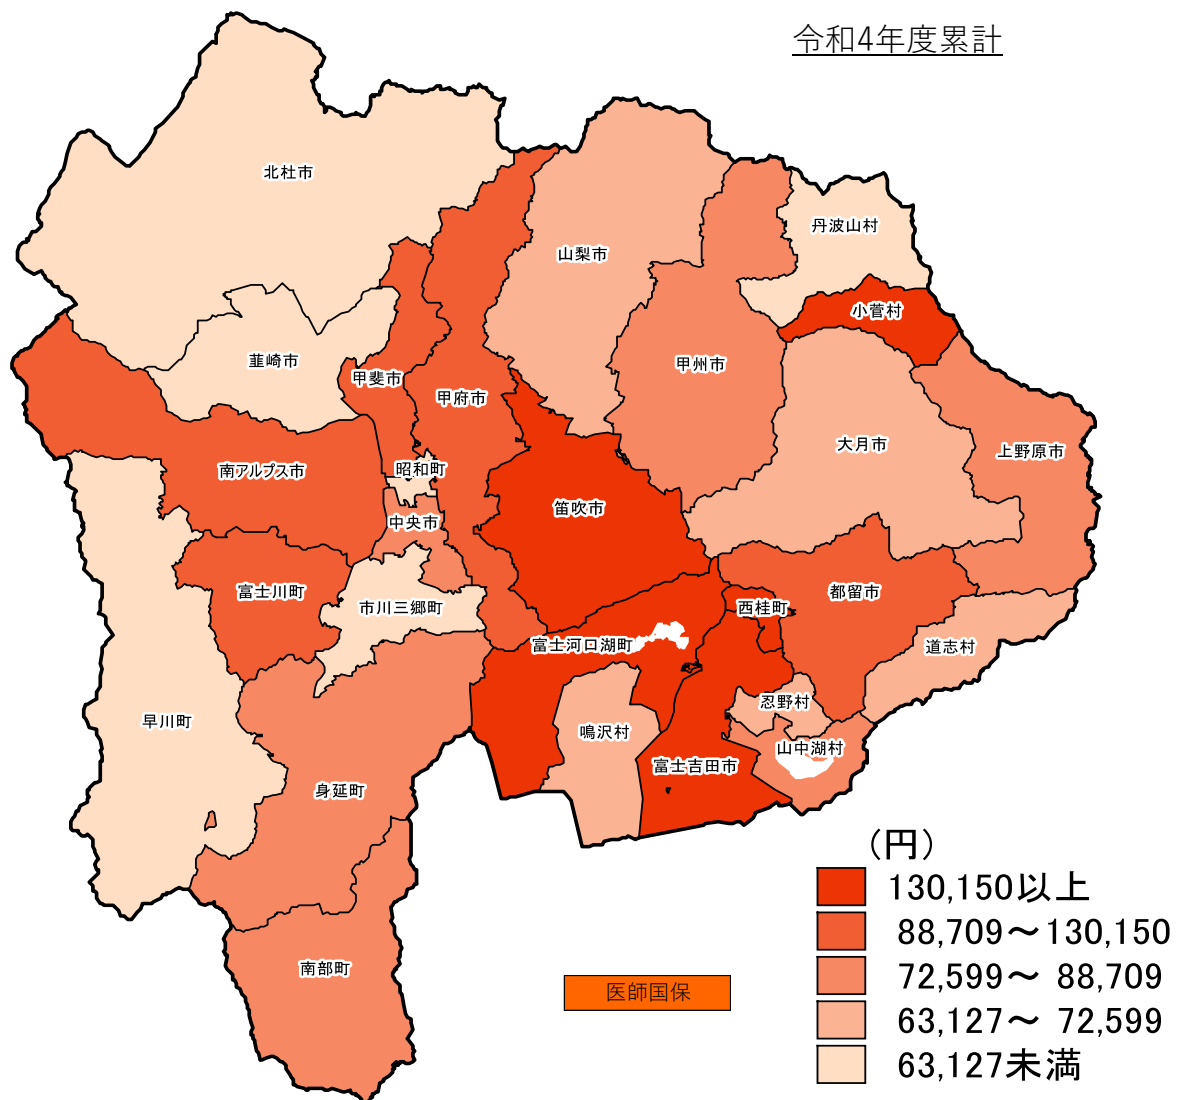 令和4年度累計
北杜市
丹波山村
山梨市
小菅村
韮崎市
甲州市
甲斐市
甲府市
大月市
上野原市
南アルプス市
昭和町
笛吹市
中央市
富士川町
都留市
市川三郷町
西桂町
富士河口湖町
道志村
忍野村
早川町
鳴沢村
山中湖村
富士吉田市
身延町
南部町
医師国保
(円)
130,150以上
88,709～130,150
72,599～ 88,709
63,127～ 72,599
63,127未満